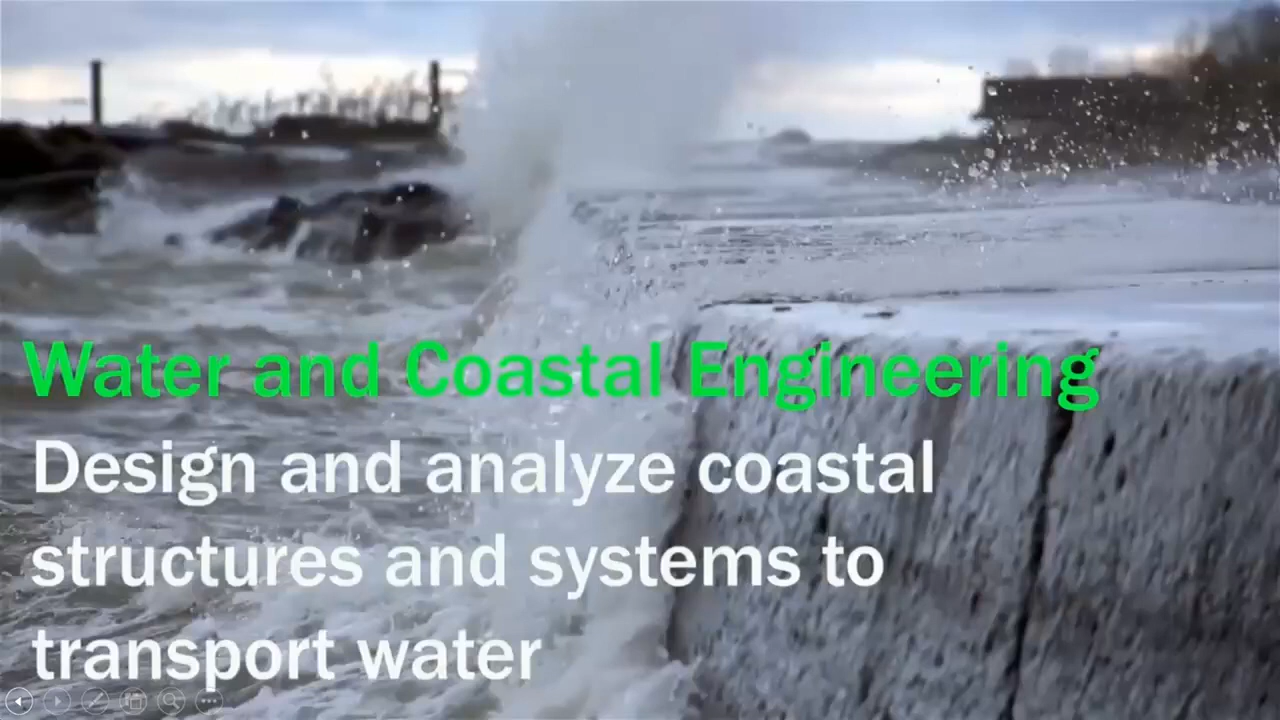 Water and Coastal Engineering
Design and analyze coastal
structures and systems to
transport water